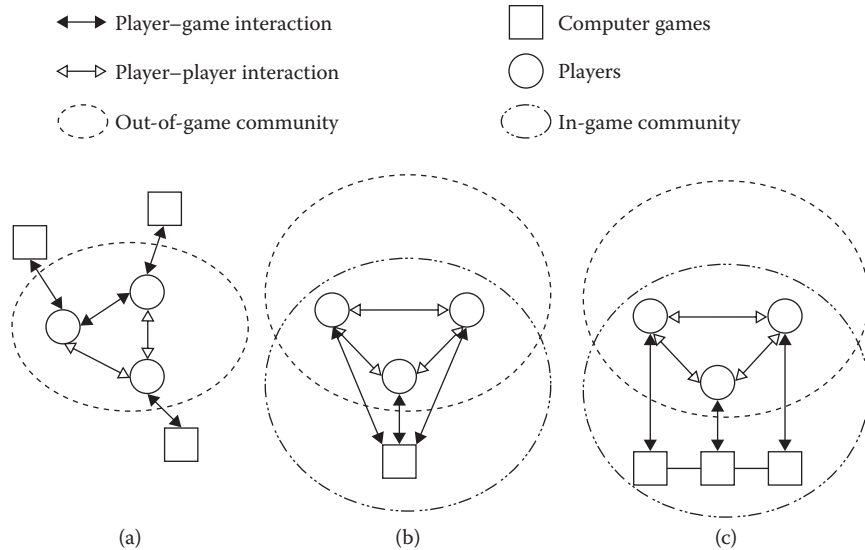 Player–game interaction
Computer games
Player–player interaction
Players
Out-of-game community
In-game community
(a)
(b)
(c)